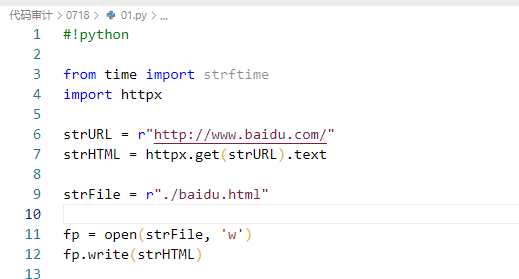 代码审计 > 0718 > 01.py > ...
1 #!python
2
3 from time import strftime
4 import httpx
5
6 strURL = r"http://www.baidu.com/"
7 strHTML = httpx.get(strURL).text
8
9 strFile = r"./baidu.html"
10
11 fp = open(strFile, 'w')
12 fp.write(strHTML)
13